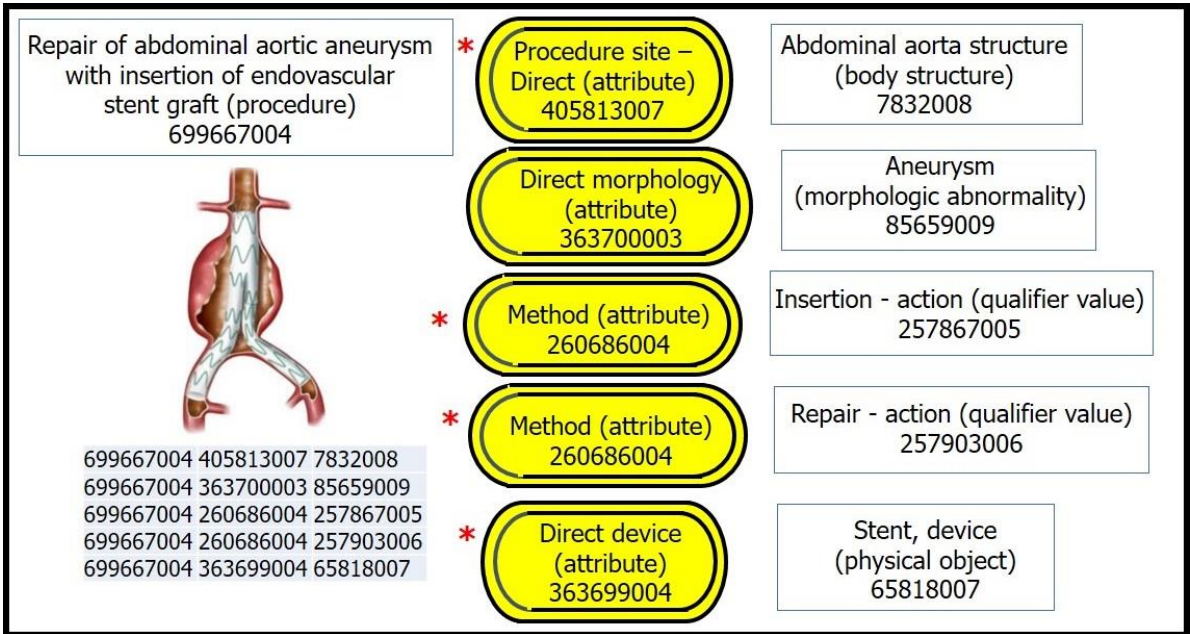 Repair of abdominal aortic aneurysm
with insertion of endovascular
stent graft (procedure)
699667004
* Procedure site –
Direct (attribute)
405813007
Abdominal aorta structure
(body structure)
7832008
Direct morphology
(attribute)
363700003
Aneurysm
(morphologic abnormality)
85659009
* Method (attribute)
260686004
Insertion - action (qualifier value)
257867005
* Method (attribute)
260686004
Repair - action (qualifier value)
257903006
* Direct device
(attribute)
363699004
Stent, device
(physical object)
65818007
699667004 405813007 7832008
699667004 363700003 85659009
699667004 260686004 257867005
699667004 260686004 257903006
699667004 363699004 65818007